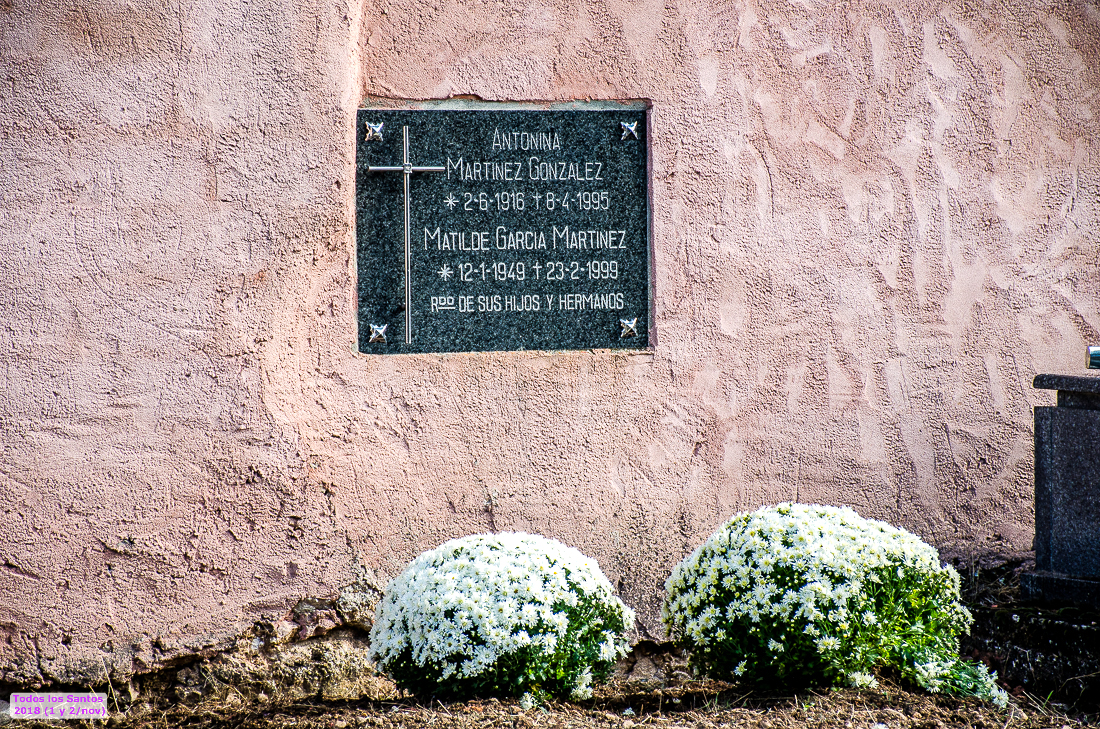 ANTONINA
MARTINEZ GONZALEZ
* 2-6-1916 † 8-4-1995
MATILDE GARCIA MARTINEZ
* 12-1-1949 † 23-2-1999
RDO DE SUS HIJOS Y HERMANOS
Todos los Santos
2018 (1 y 2/nov)